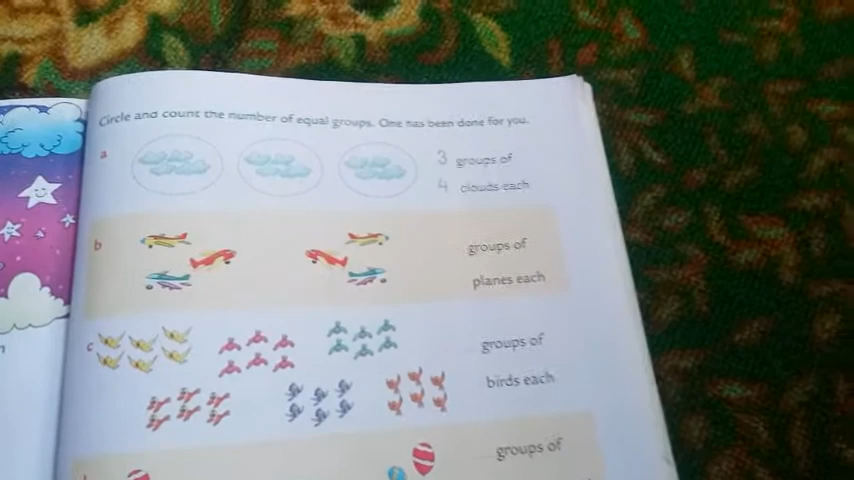 Circle and count the number of equal groups. One has been done for you.
a
3 groups of
4 clouds each
b
groups of
planes each
c
groups of
birds each
groups of